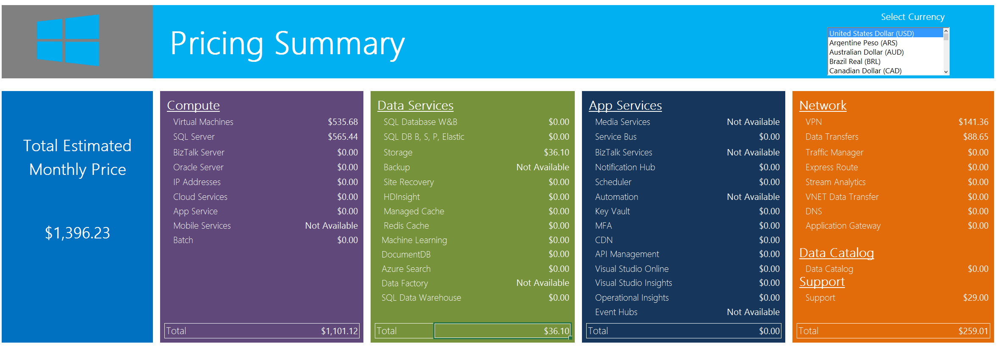 Pricing Summary
Select Currency
United States Dollar (USD)
Argentine Peso (ARS)
Australian Dollar (AUD)
Brazil Real (BRL)
Canadian Dollar (CAD)
Total Estimated
Monthly Price
$1,396.23
Compute
Virtual Machines $535.68
SQL Server $565.44
BizTalk Server $0.00
Oracle Server $0.00
IP Addresses $0.00
Cloud Services $0.00
App Service $0.00
Mobile Services Not Available
Batch $0.00
Total $1,101.12
Data Services
SQL Database W&B $0.00
SQL DB B, S, P, Elastic $0.00
Storage $36.10
Backup Not Available
Site Recovery $0.00
HDInsight $0.00
Managed Cache $0.00
Redis Cache $0.00
Machine Learning $0.00
DocumentDB $0.00
Azure Search $0.00
Data Factory Not Available
SQL Data Warehouse $0.00
Total $36.10
App Services
Media Services Not Available
Service Bus $0.00
BizTalk Services Not Available
Notification Hub $0.00
Scheduler $0.00
Automation Not Available
Key Vault $0.00
MFA $0.00
CDN $0.00
API Management $0.00
Visual Studio Online $0.00
Visual Studio Insights $0.00
Operational Insights $0.00
Event Hubs Not Available
Total $0.00
Network
VPN $141.36
Data Transfers $88.65
Traffic Manager $0.00
Express Route $0.00
Stream Analytics $0.00
VNET Data Transfer $0.00
DNS $0.00
Application Gateway $0.00
Data Catalog
Data Catalog $0.00
Support
Support $29.00
Total $259.01